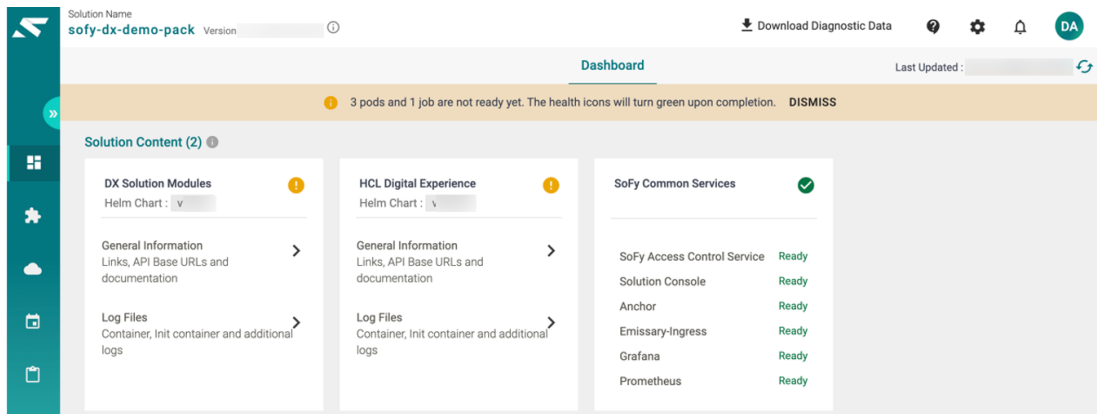 Solution Name
sofy-dx-demo-pack Version
Download Diagnostic Data
DA
Dashboard
Last Updated :
3 pods and 1 job are not ready yet. The health icons will turn green upon completion. DISMISS
Solution Content (2)
DX Solution Modules
Helm Chart : v
General Information
Links, API Base URLs and
documentation
Log Files
Container, Init container and additional
logs
HCL Digital Experience
Helm Chart :
General Information
Links, API Base URLs and
documentation
Log Files
Container, Init container and additional
logs
SoFy Common Services
SoFy Access Control Service Ready
Solution Console Ready
Anchor Ready
Emissary-Ingress Ready
Grafana Ready
Prometheus Ready